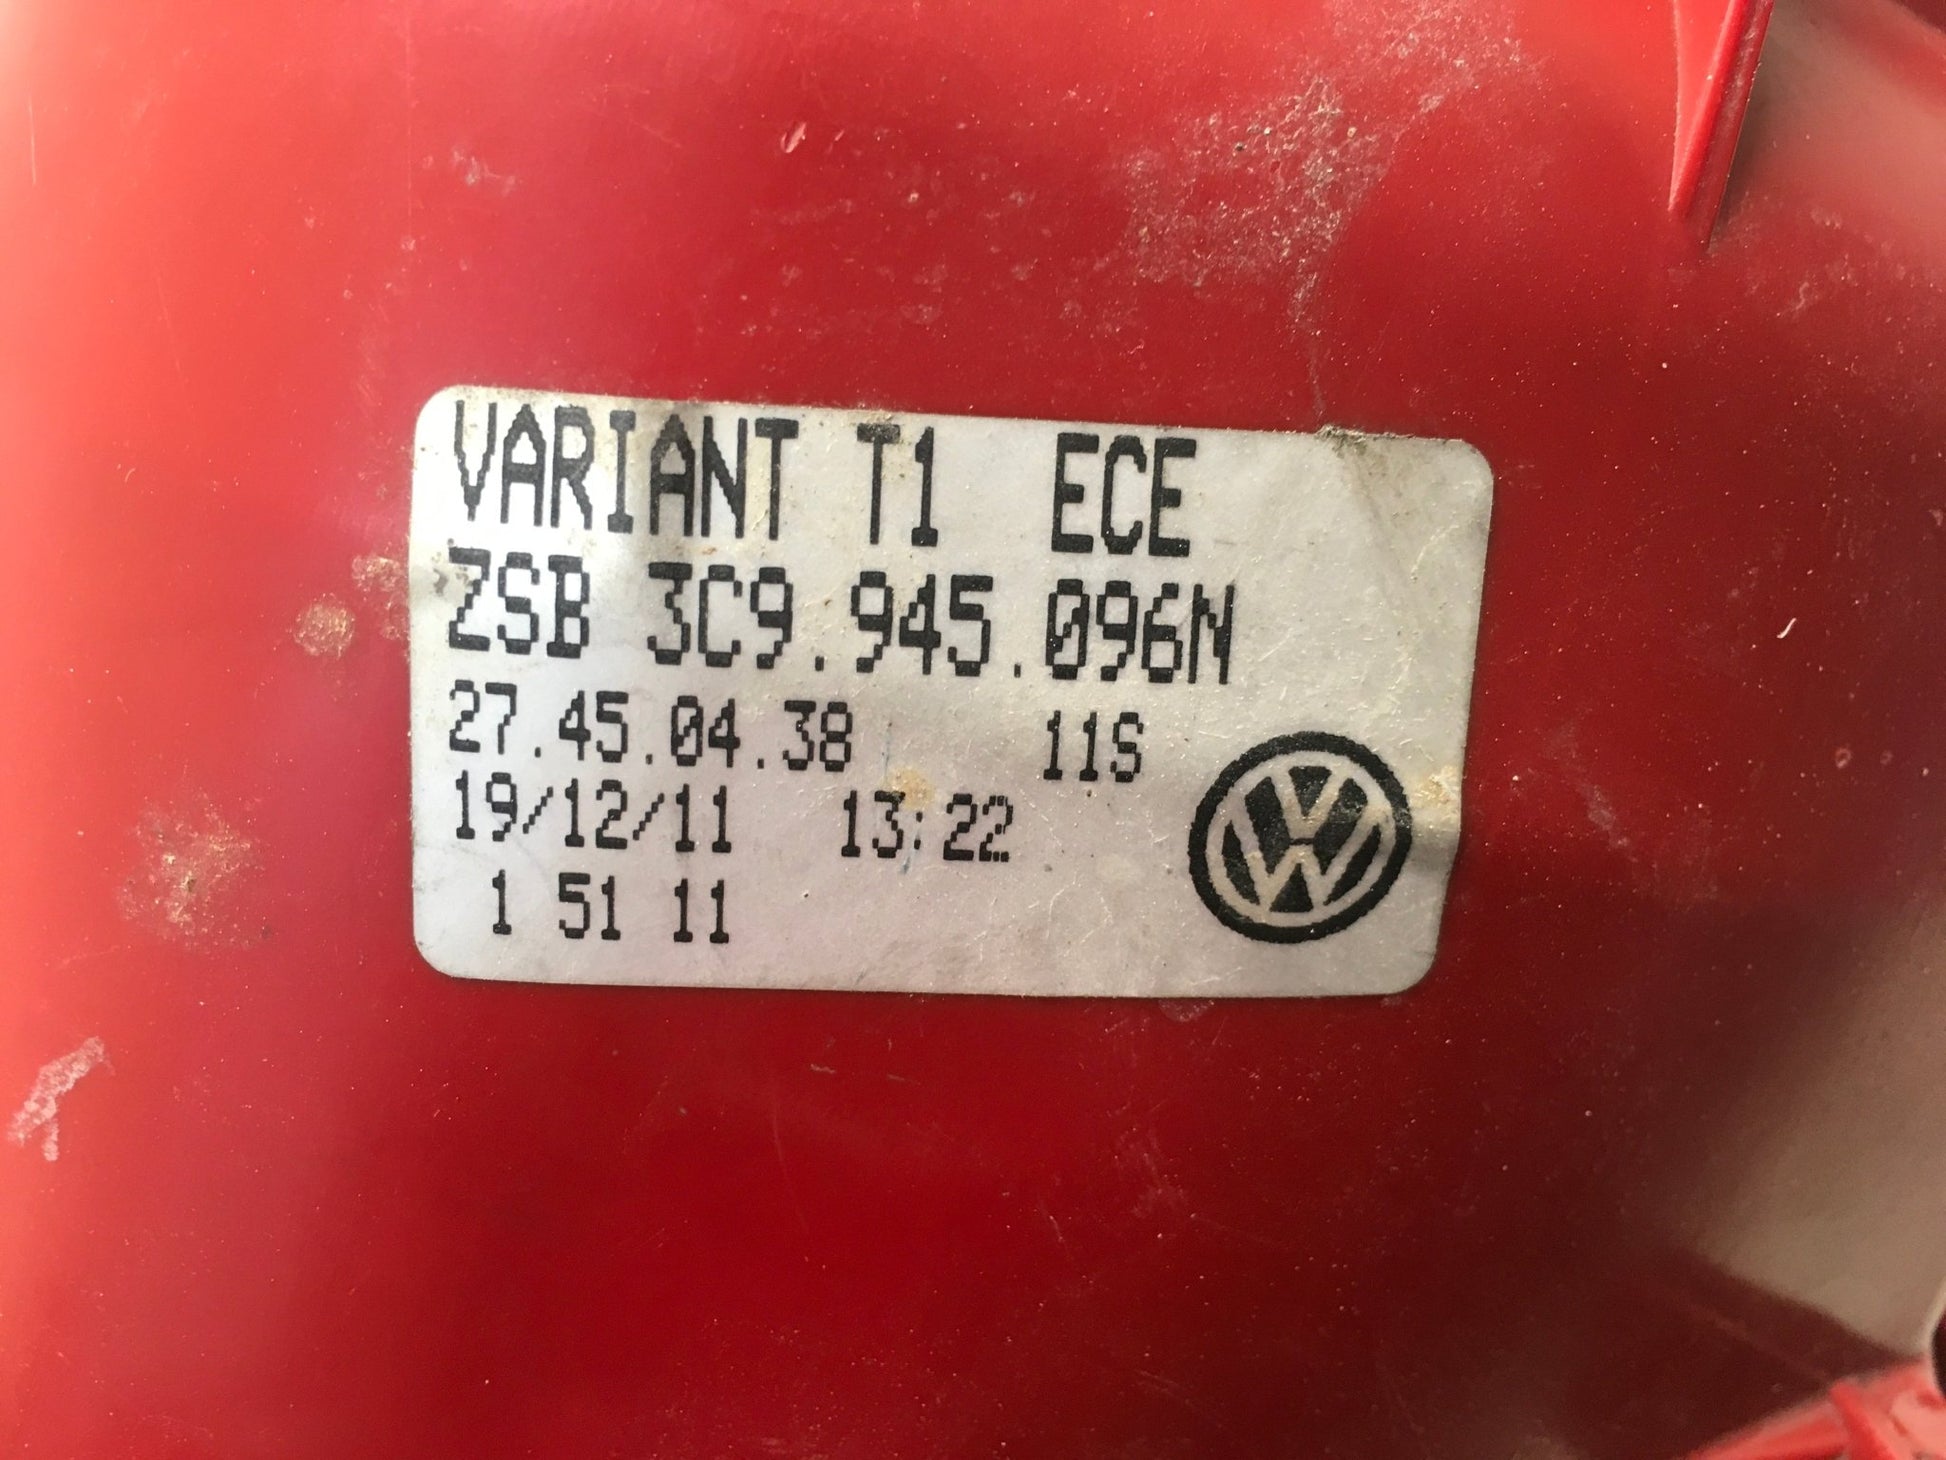 VARIANT T1 ECE
ZSB 3C9.945.096N
27.45.04.38 11S
19/12/11 13:22
1 51 11